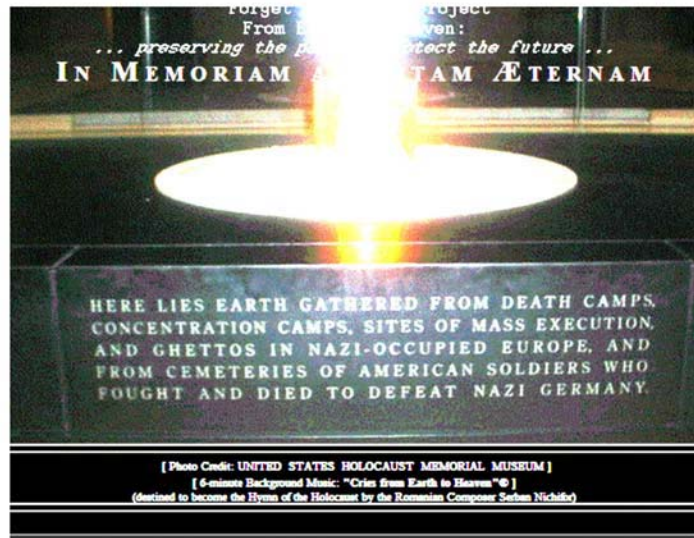 Forget
From
... preserving the protect the future ...
IN MEMORIAM ÆTERNAM
HERE LIES EARTH GATHERED FROM DEATH CAMPS,
CONCENTRATION CAMPS, SITES OF MASS EXECUTION,
AND GHETTOS IN NAZI-OCCUPIED EUROPE, AND
FROM CEMETERIES OF AMERICAN SOLDIERS WHO
FOUGHT AND DIED TO DEFEAT NAZI GERMANY.
[ Photo Credit: UNITED STATES HOLOCAUST MEMORIAL MUSEUM ]
[ 6-minute Background Music: "Cries from Earth to Heaven"® ]
(destined to become the Hymn of the Holocaust by the Romanian Composer Serban Nichifor)